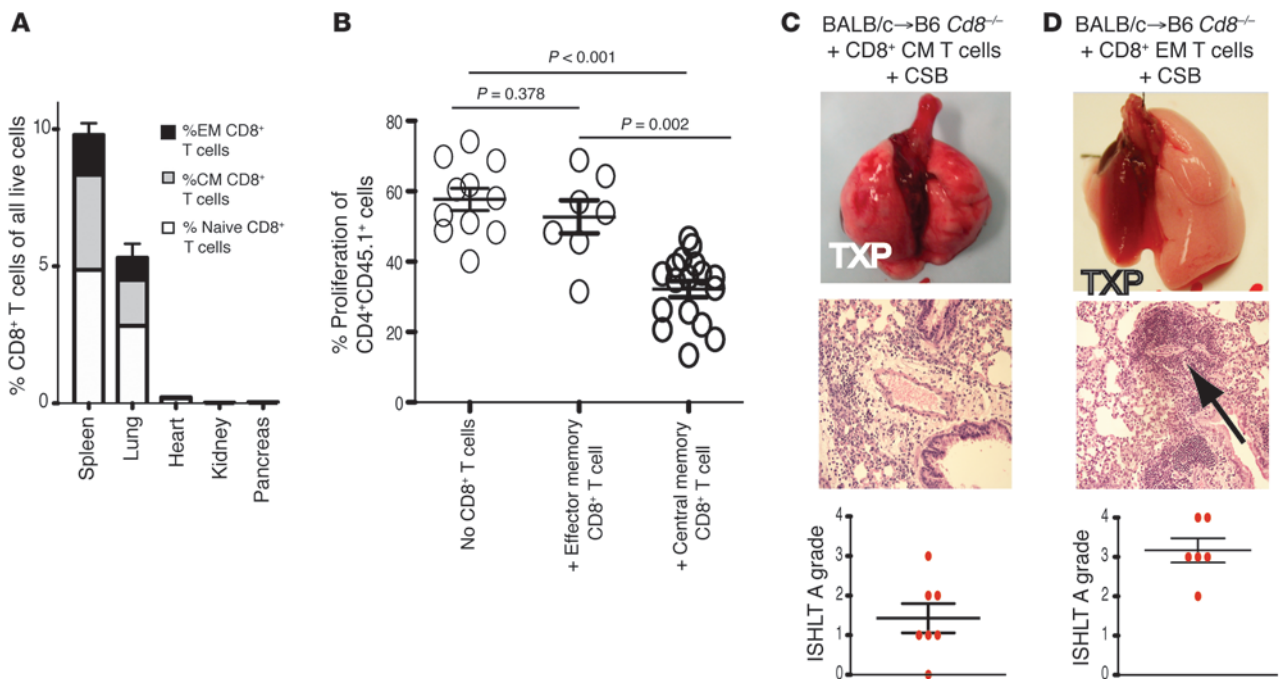 A
% CD8⁺ T cells of all live cells
10
5
0
%EM CD8⁺
T cells
%CM CD8⁺
T cells
% Naive CD8⁺
T cells
Spleen
Lung
Heart
Kidney
Pancreas
B
P < 0.001
P = 0.378
P = 0.002
% Proliferation of
CD4⁺CD45.1⁺ cells
80
60
40
20
0
No CD8⁺ T cells
+ Effector memory
CD8⁺ T cell
+ Central memory
CD8⁺ T cell
C
BALB/c→B6 Cd8⁻/⁻
+ CD8⁺ CM T cells
+ CSB
TXP
ISHLT A grade
4
3
2
1
0
D
BALB/c→B6 Cd8⁻/⁻
+ CD8⁺ EM T cells
+ CSB
TXP
ISHLT A grade
4
3
2
1
0